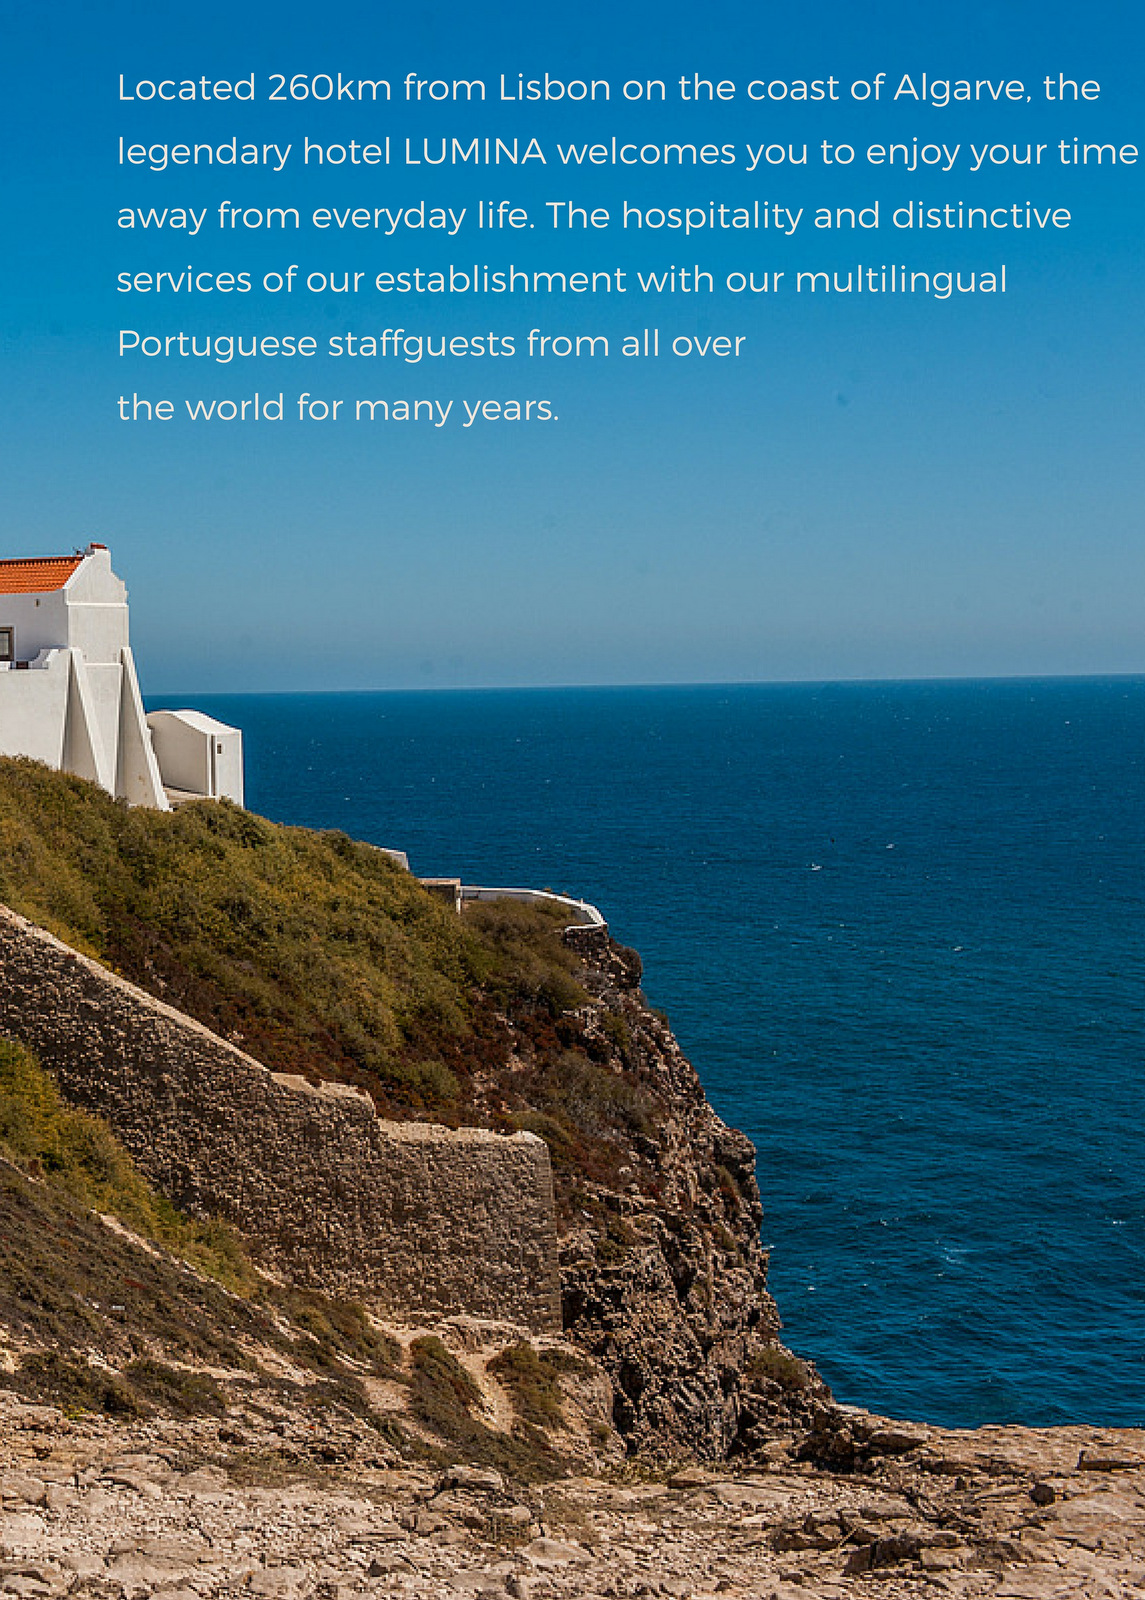 Located 260km from Lisbon on the coast of Algarve, the
legendary hotel LUMINA welcomes you to enjoy your time
away from everyday life. The hospitality and distinctive
services of our establishment with our multilingual
Portuguese staffguests from all over
the world for many years.